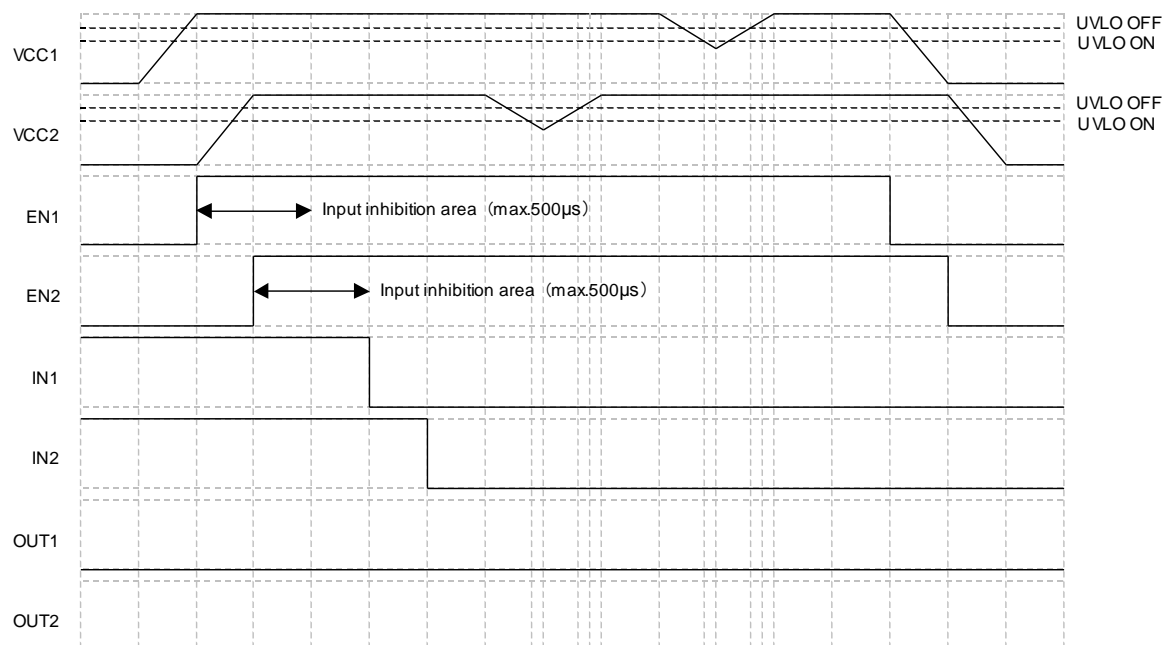 VCC1
UVLO OFF
UVLO ON
VCC2
UVLO OFF
UVLO ON
EN1
Input inhibition area（max.500μs）
EN2
Input inhibition area（max.500μs）
IN1
IN2
OUT1
OUT2